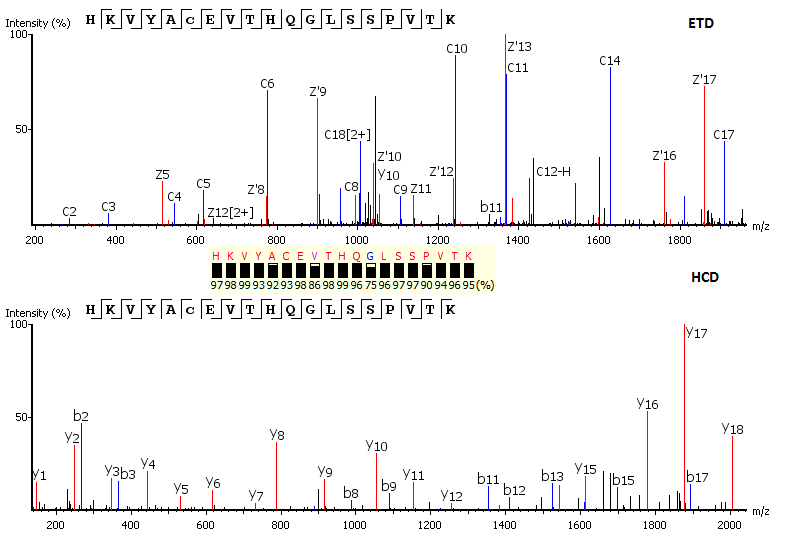 Intensity (%) H K V Y A C E V T H Q G L S S P V T K ETD
100
Z'13
C10
C11
C14
C6
Z'9
Z'17
50
C18[2+]
Z'10
C12-H
Z'16
C17
Z5
C5
Z'8
Z'12
y10
C4
C8
C9
Z11
C2
C3
Z12[2+]
b11
200 400 600 800 1000 1200 1400 1600 1800 m/z
H K V Y A C E V T H Q G L S S P V T K
97 98 99 93 92 93 98 86 98 99 96 75 96 97 97 90 94 96 95 (%)
HCD
Intensity (%) H K V Y A C E V T H Q G L S S P V T K
100
y17
50
b2
y16
y2
y8
y10
y18
y1
y3
b3
y4
y5
y6
y7
y9
b8
b9
y11
y12
b11
b12
b13
y15
b15
b17
200 400 600 800 1000 1200 1400 1600 1800 2000 m/z